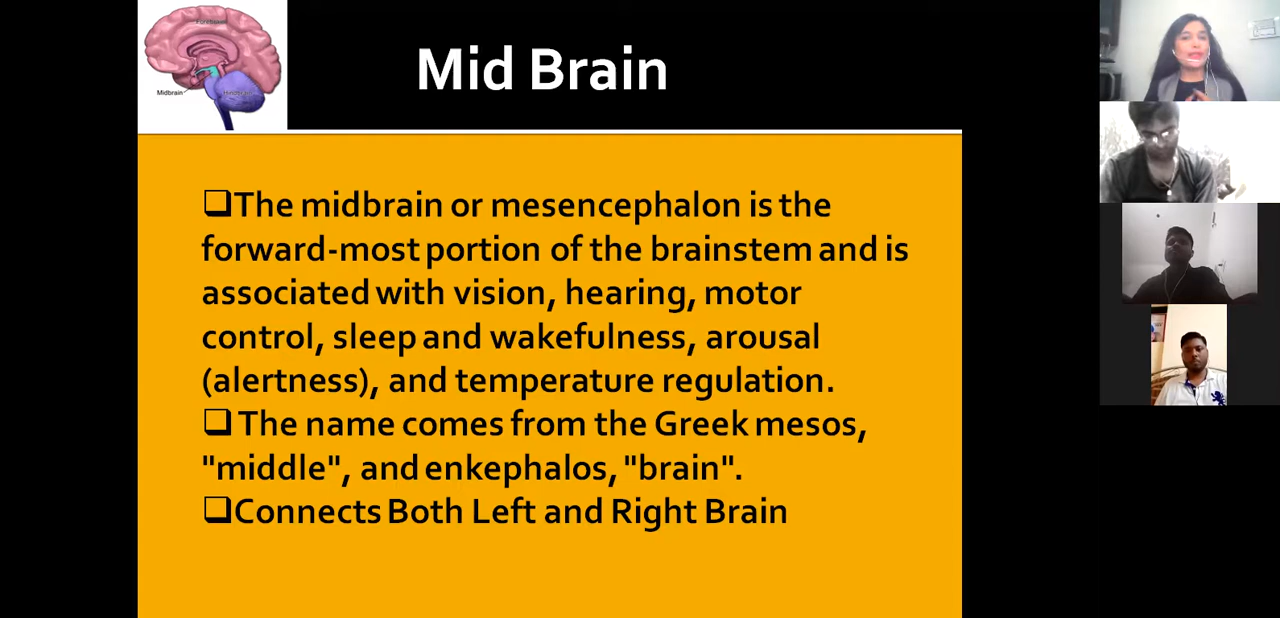 Forebrain
Midbrain
Hindbrain
Mid Brain
❑The midbrain or mesencephalon is the
forward-most portion of the brainstem and is
associated with vision, hearing, motor
control, sleep and wakefulness, arousal
(alertness), and temperature regulation.
❑ The name comes from the Greek mesos,
"middle", and enkephalos, "brain".
❑Connects Both Left and Right Brain